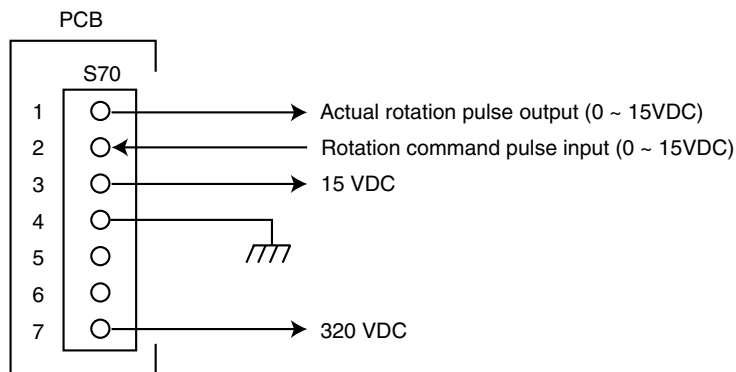 PCB
S70
1 Actual rotation pulse output (0 ~ 15VDC)
2 Rotation command pulse input (0 ~ 15VDC)
3 15 VDC
4
5
6
7 320 VDC